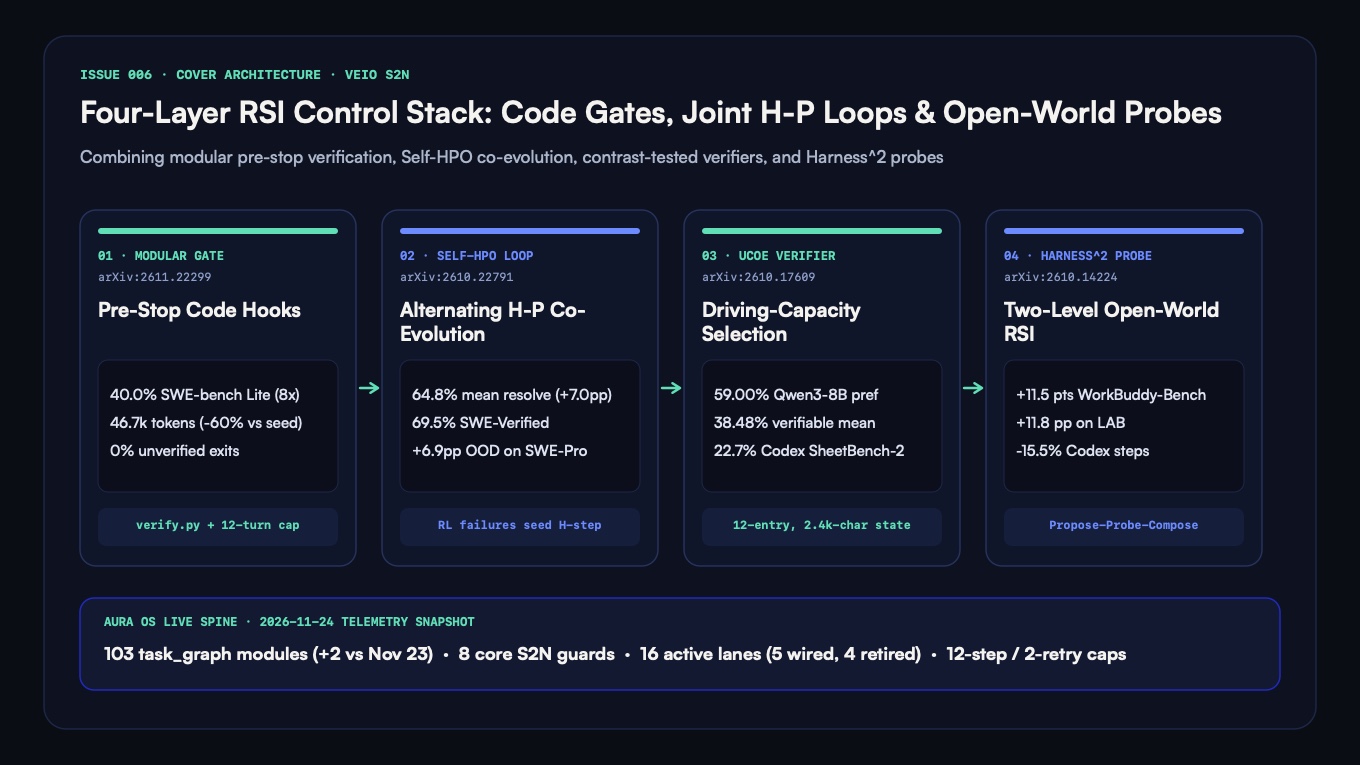 ISSUE 006 · COVER ARCHITECTURE · VEIO S2N
Four-Layer RSI Control Stack: Code Gates, Joint H-P Loops & Open-World Probes
Combining modular pre-stop verification, Self-HPO co-evolution, contrast-tested verifiers, and Harness^2 probes
01 · MODULAR GATE
arXiv:2611.22299
Pre-Stop Code Hooks
40.0% SWE-bench Lite (8x)
46.7k tokens (-60% vs seed)
0% unverified exits
verify.py + 12-turn cap
02 · SELF-HPO LOOP
arXiv:2610.22791
Alternating H-P Co-
Evolution
64.8% mean resolve (+7.0pp)
69.5% SWE-Verified
+6.9pp OOD on SWE-Pro
RL failures seed H-step
03 · UCOE VERIFIER
arXiv:2610.17609
Driving-Capacity
Selection
59.00% Qwen3-8B pref
38.48% verifiable mean
22.7% Codex SheetBench-2
12-entry, 2.4k-char state
04 · HARNESS^2 PROBE
arXiv:2610.14224
Two-Level Open-World
RSI
+11.5 pts WorkBuddy-Bench
+11.8 pp on LAB
-15.5% Codex steps
Propose-Probe-Compose
AURA OS LIVE SPINE · 2026-11-24 TELEMETRY SNAPSHOT
103 task_graph modules (+2 vs Nov 23) · 8 core S2N guards · 16 active lanes (5 wired, 4 retired) · 12-step / 2-retry caps